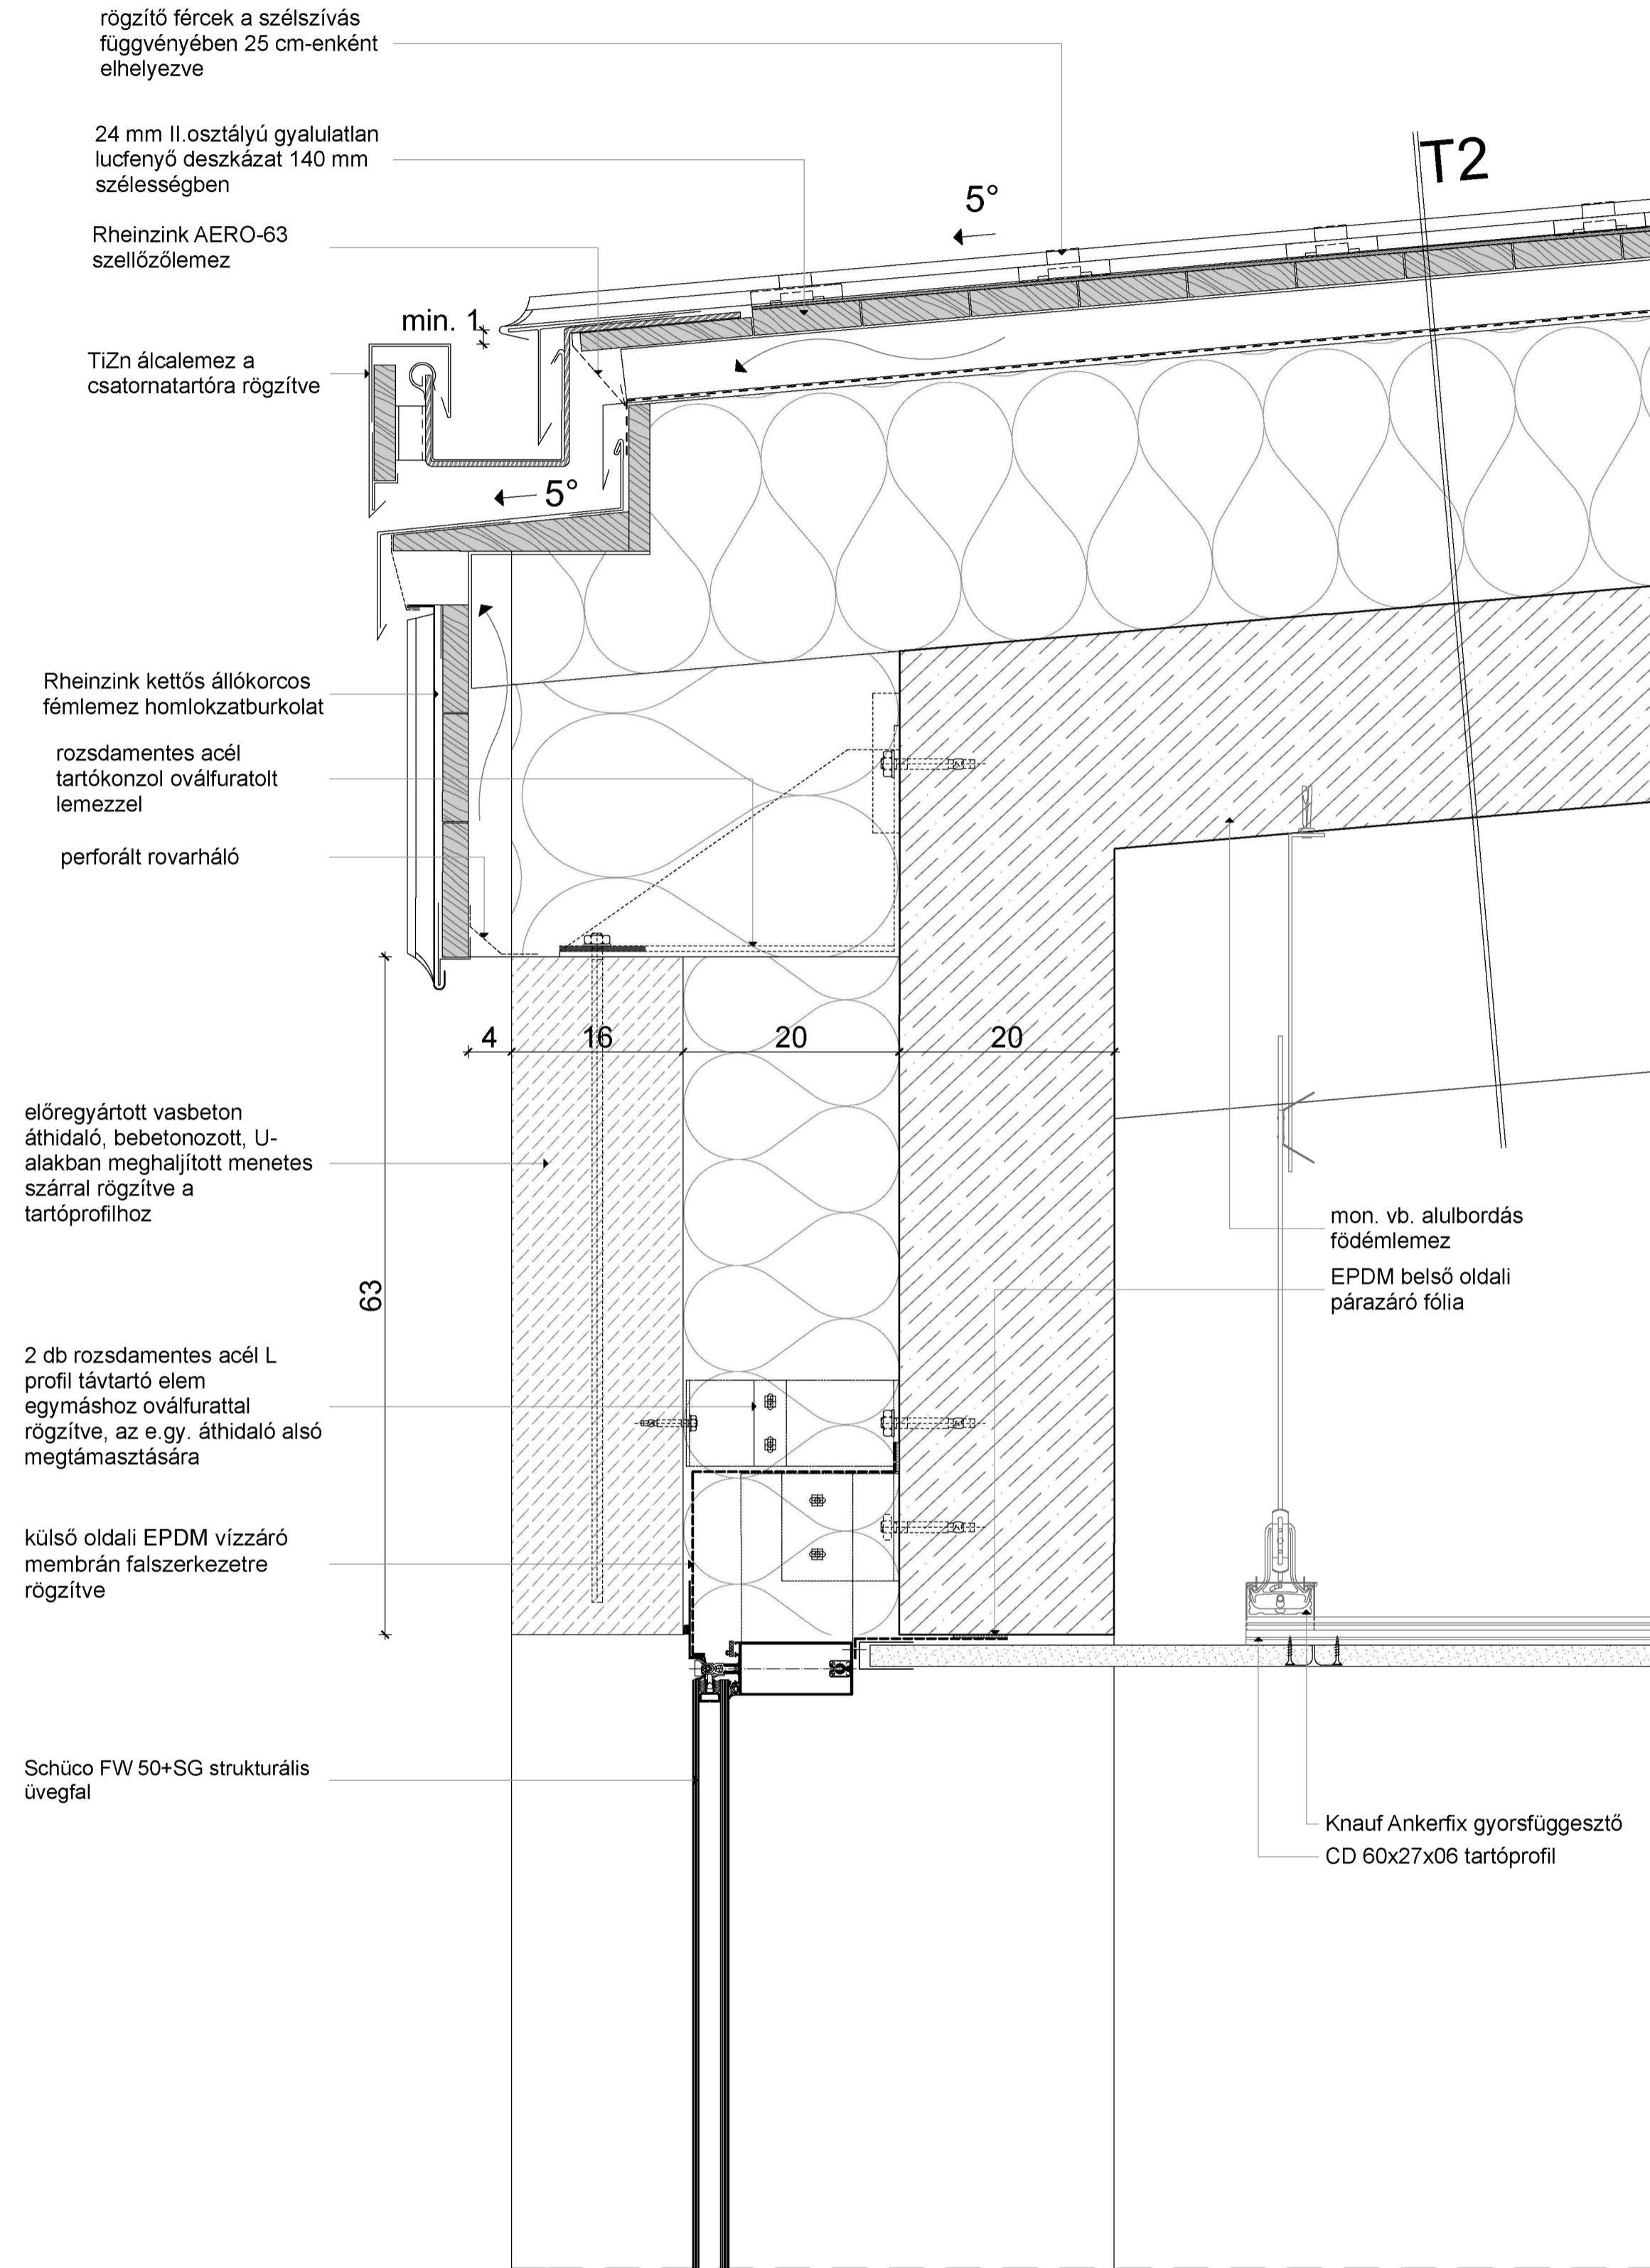 rögzítő fércek a szélszívás
függvényében 25 cm-enként
elhelyezve
24 mm II.osztályú gyalulatlan
lucfenyő deszkázat 140 mm
szélességben
Rheinzink AERO-63
szellőzőlemez
TiZn álcalemez a
csatornatartóra rögzítve
min. 1
5°
T2
5°
Rheinzink kettős állókorcos
fémlemez homlokzatburkolat
rozsdamentes acél
tartókonzol oválfuratolt
lemezzel
perforált rovarháló
4
16
20
20
előregyártott vasbeton
áthidaló, bebetonozott, U-
alakban meghaljított menetes
szárral rögzítve a
tartóprofilhoz
63
mon. vb. alulbordás
födémlemez
EPDM belső oldali
párazáró fólia
2 db rozsdamentes acél L
profil távtartó elem
egymáshoz oválfurattal
rögzítve, az e.gy. áthidaló alsó
megtámasztására
külső oldali EPDM vízzáró
membrán falszerkezetre
rögzítve
Schüco FW 50+SG strukturális
üvegfal
Knauf Ankerfix gyorsfüggesztő
CD 60x27x06 tartóprofil